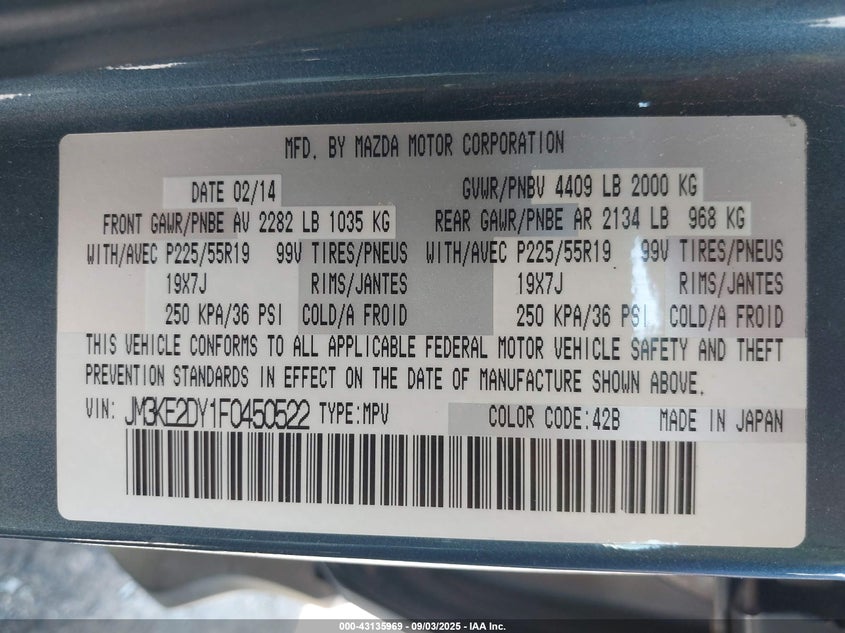 MFD. BY MAZDA MOTOR CORPORATION
DATE 02/14 GVWR/PNBV 4409 LB 2000 KG
FRONT GAWR/PNBE AV 2282 LB 1035 KG REAR GAWR/PNBE AR 2134 LB 968 KG
WITH/AVEC P225/55R19 99V TIRES/PNEUS WITH/AVEC P225/55R19 99V TIRES/PNEUS
19X7J RIMS/JANTES 19X7J RIMS/JANTES
250 KPA/36 PSI COLD/A FROID 250 KPA/36 PSI COLD/A FROID
THIS VEHICLE CONFORMS TO ALL APPLICABLE FEDERAL MOTOR VEHICLE SAFETY AND THEFT
PREVENTION STANDARDS IN EFFECT ON THE DATE OF MANUFACTURE SHOWN ABOVE.
VIN: JM3KE2DY1F0450522 TYPE:MPV COLOR CODE:42B MADE IN JAPAN
000-43135969 - 09/03/2025 - IAA Inc.